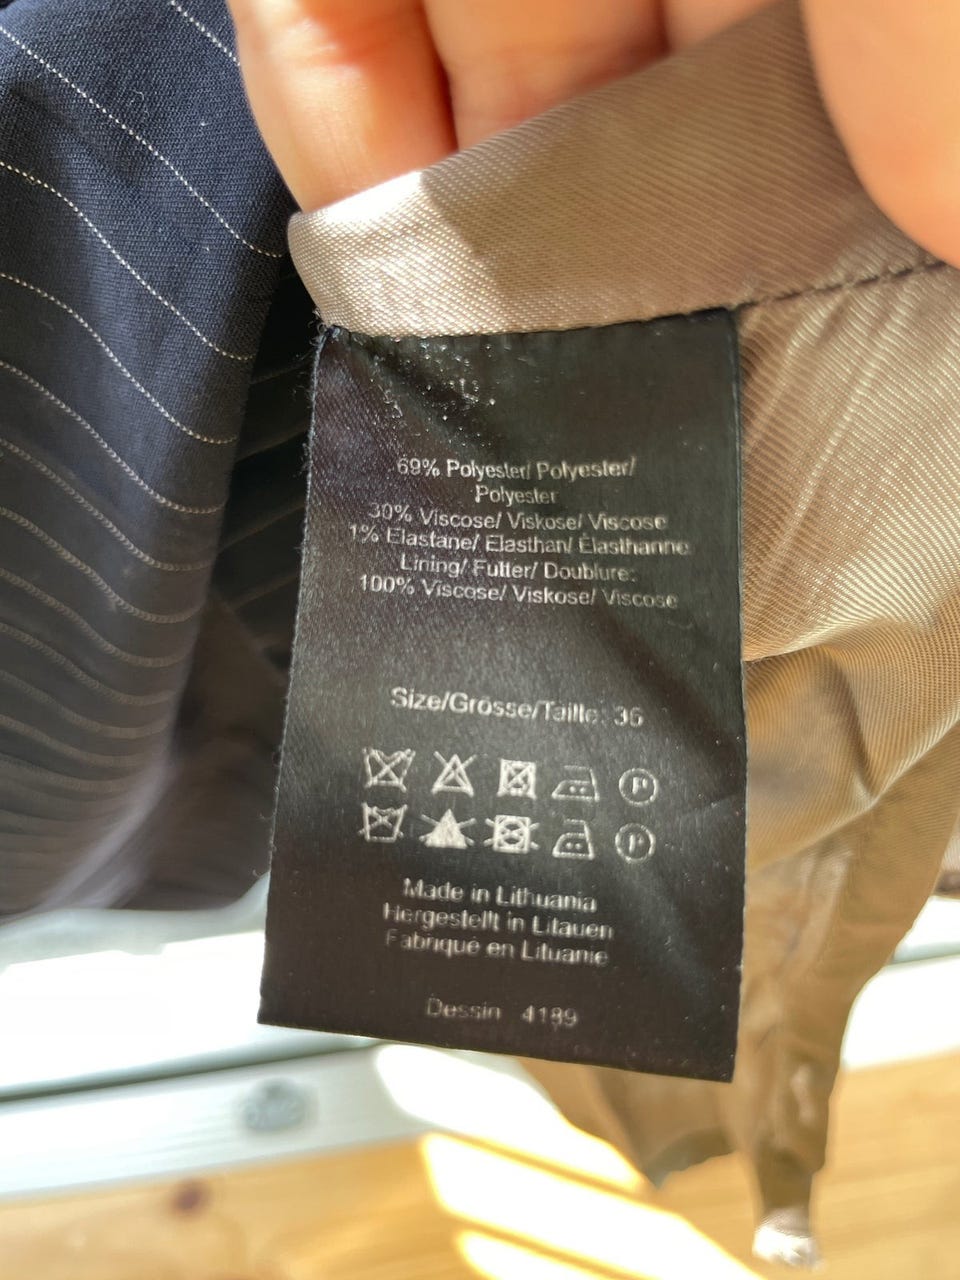 69% Polyester/ Polyester/
Polyester
30% Viscose/ Viskose/ Viscose
1% Elastane/ Elasthan/ Élasthanne
Lining/ Futter/ Doublure:
100% Viscose/ Viskose/ Viscose
Size/Grösse/Taille: 36
P
P
Made in Lithuania
Hergestellt in Litauen
Fabriqué en Lituanie
Dessin 4189